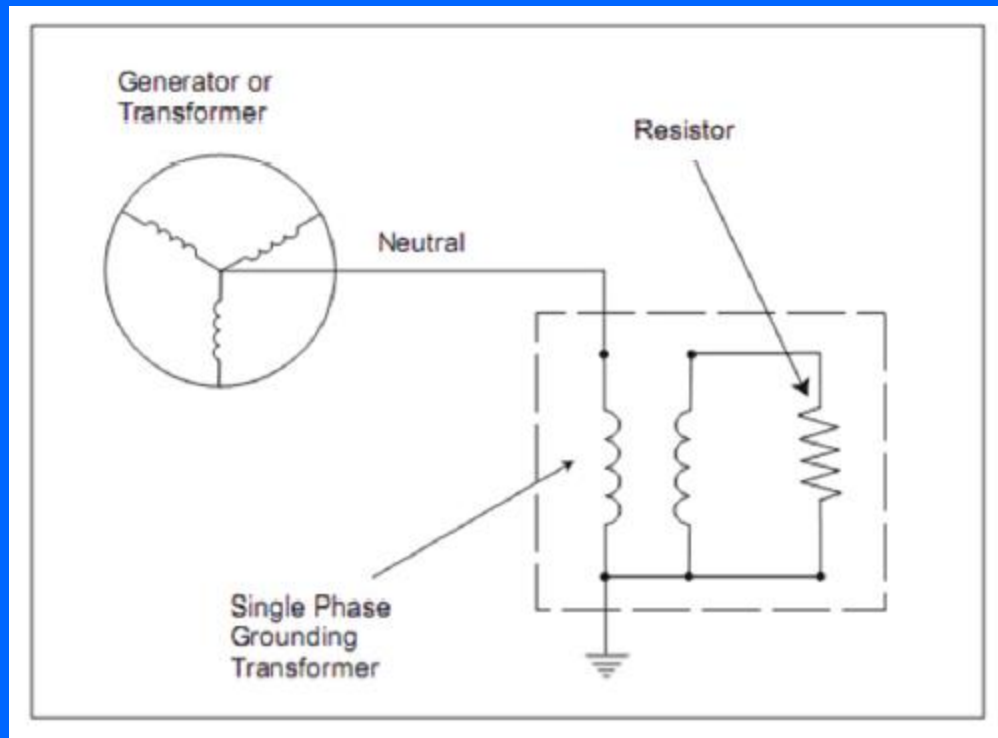 Generator or
Transformer
Resistor
Neutral
Single Phase
Grounding
Transformer